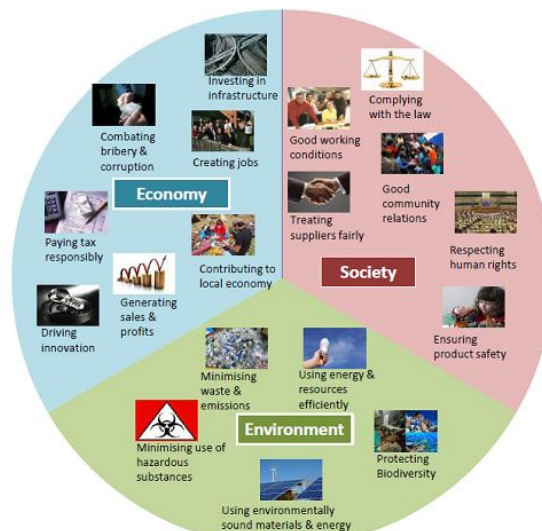 Investing in
infrastructure
Combating
bribery &
corruption
Creating jobs
Economy
Paying tax
responsibly
Contributing to
local economy
Generating
sales &
profits
Driving
innovation
Complying
with the law
Good working
conditions
Good
community
relations
Treating
suppliers fairly
Respecting
human rights
Society
Ensuring
product safety
Minimising
waste &
emissions
Using energy &
resources
efficiently
Environment
Minimising use of
hazardous
substances
Protecting
Biodiversity
Using environmentally
sound materials & energy